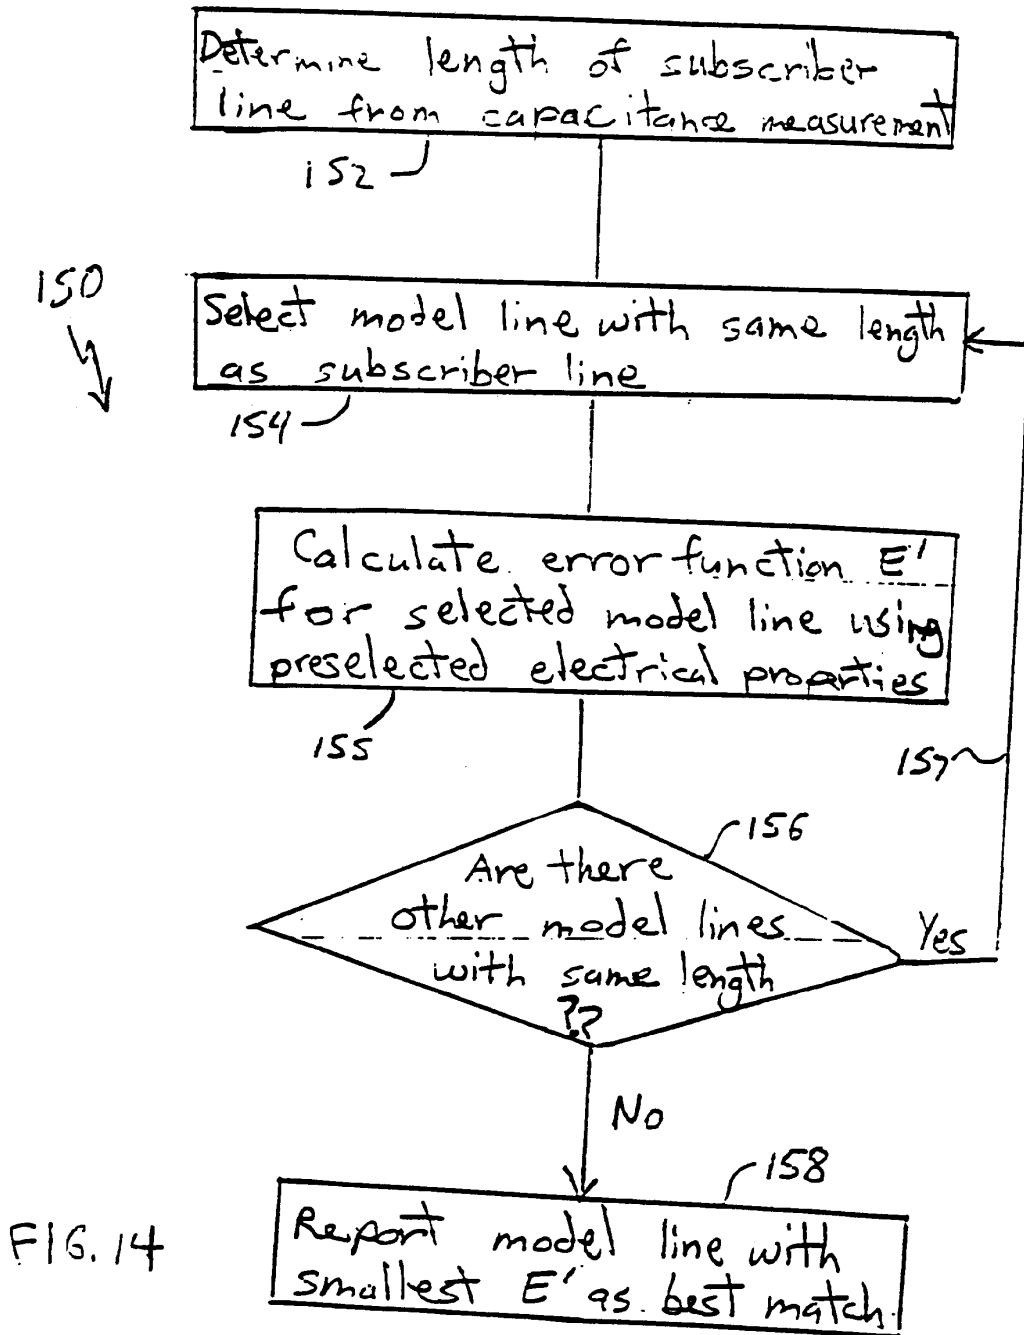 Determine length of subscriber
line from capacitance measurement
152
150
Select model line with same length
as subscriber line
154
Calculate error function E'
for selected model line using
preselected electrical properties
155
157
156
Are there
other model lines
with same length
??
Yes
No
158
Report model line with
smallest E' as best match
FIG. 14